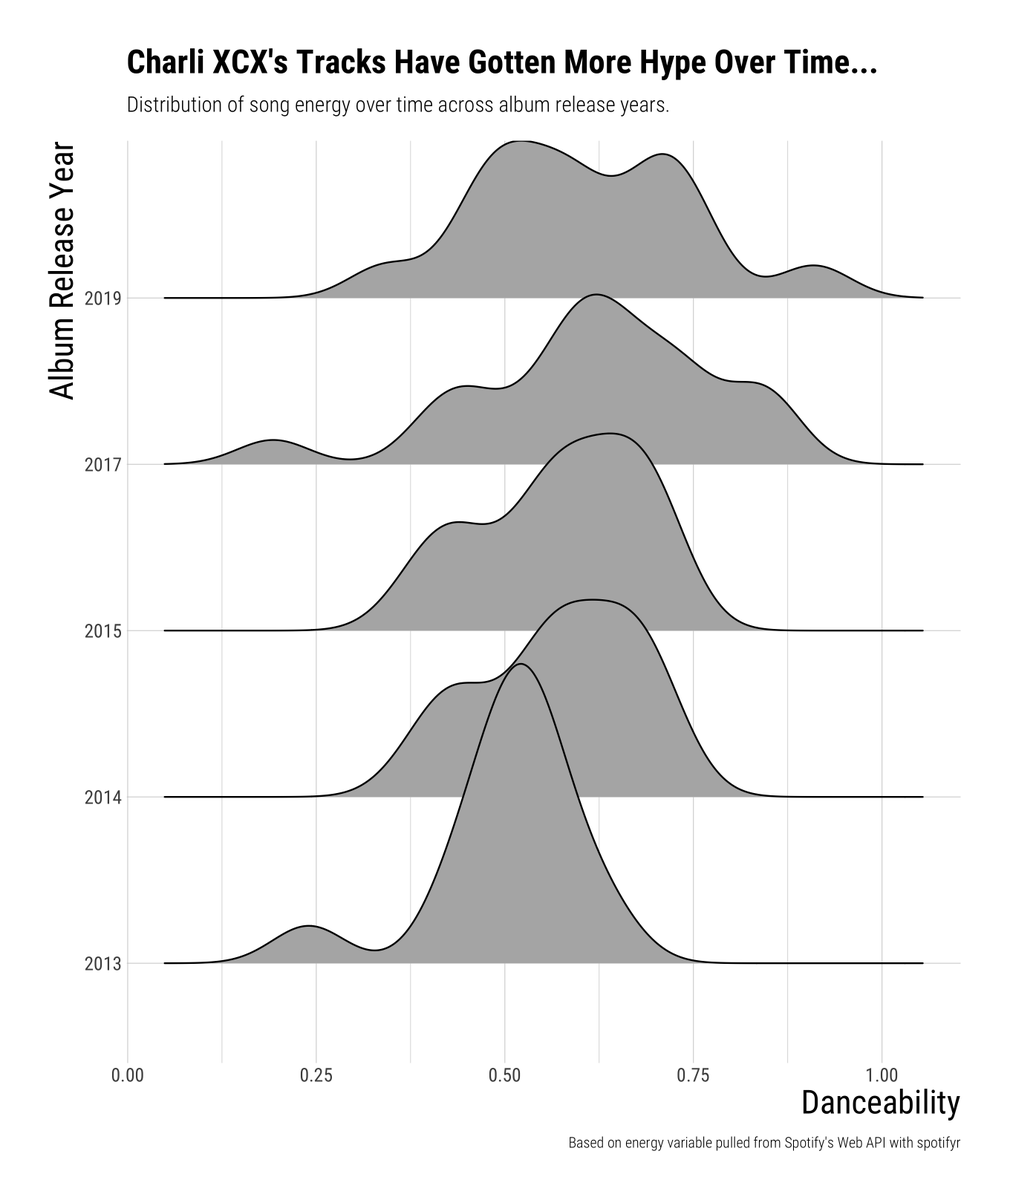 Charli XCX's Tracks Have Gotten More Hype Over Time...
Distribution of song energy over time across album release years.
Album Release Year
2019
2017
2015
2014
2013
0.00 0.25 0.50 0.75 1.00
Danceability
Based on energy variable pulled from Spotify's Web API with spotifyr